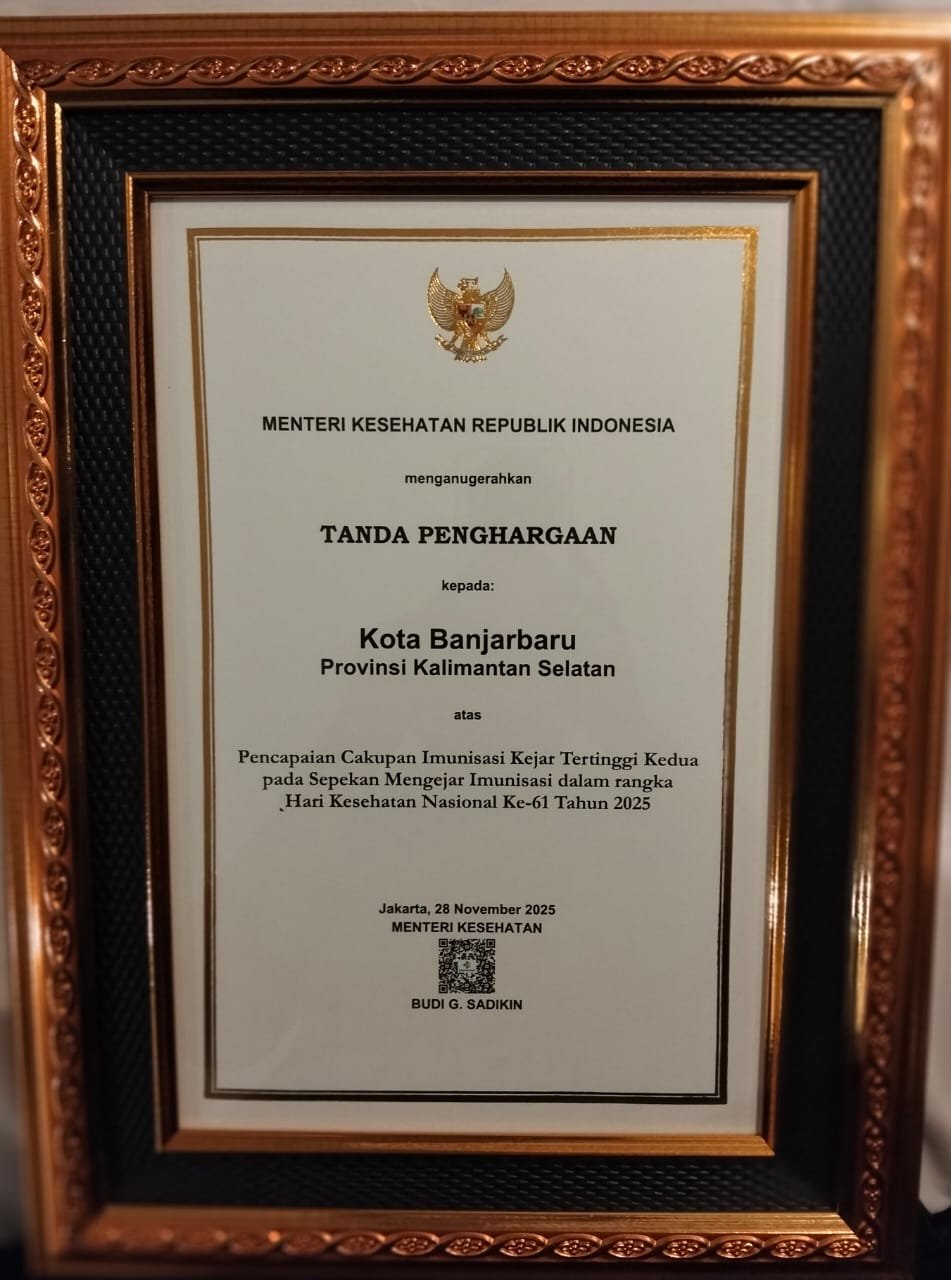 MENTERI KESEHATAN REPUBLIK INDONESIA
menganugerahkan
TANDA PENGHARGAAN
kepada:
Kota Banjarbaru
Provinsi Kalimantan Selatan
atas
Pencapaian Cakupan Imunisasi Kejar Tertinggi Kedua
pada Sepekan Mengejar Imunisasi dalam rangka
Hari Kesehatan Nasional Ke-61 Tahun 2025
Jakarta, 28 November 2025
MENTERI KESEHATAN
BUDI G. SADIKIN